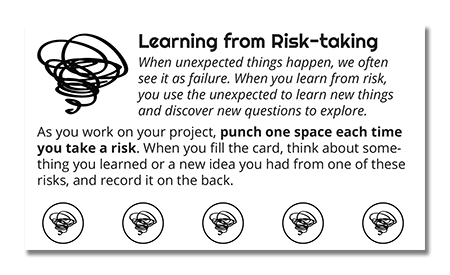 Learning from Risk-taking
When unexpected things happen, we often
see it as failure. When you learn from risk,
you use the unexpected to learn new things
and discover new questions to explore.
As you work on your project, punch one space each time
you take a risk. When you fill the card, think about some-
thing you learned or a new idea you had from one of these
risks, and record it on the back.